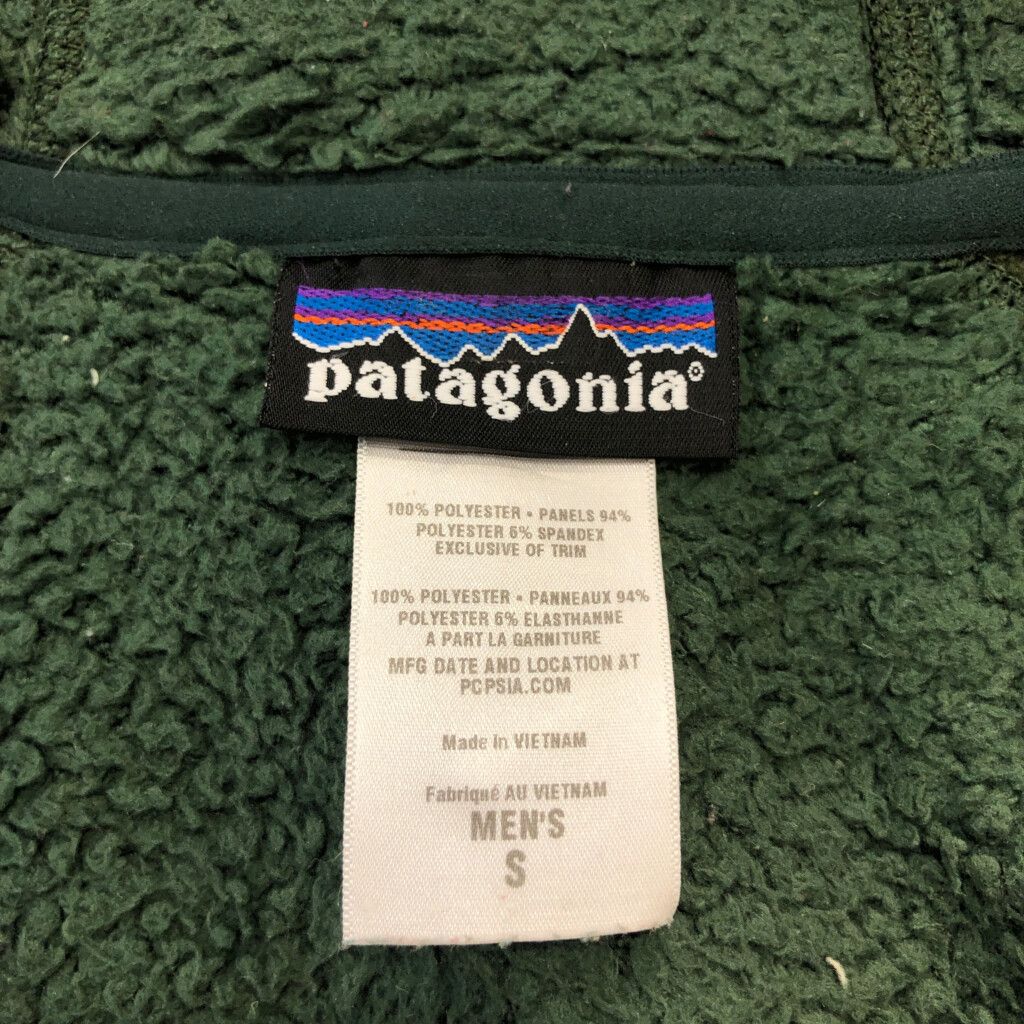 patagonia®
100% POLYESTER • PANELS 94%
POLYESTER 6% SPANDEX
EXCLUSIVE OF TRIM
100% POLYESTER • PANNEAUX 94%
POLYESTER 6% ELASTHANNE
A PART LA GARNITURE
MFG DATE AND LOCATION AT
PCPSIA.COM
Made in VIETNAM
Fabriqué AU VIETNAM
MEN'S
S